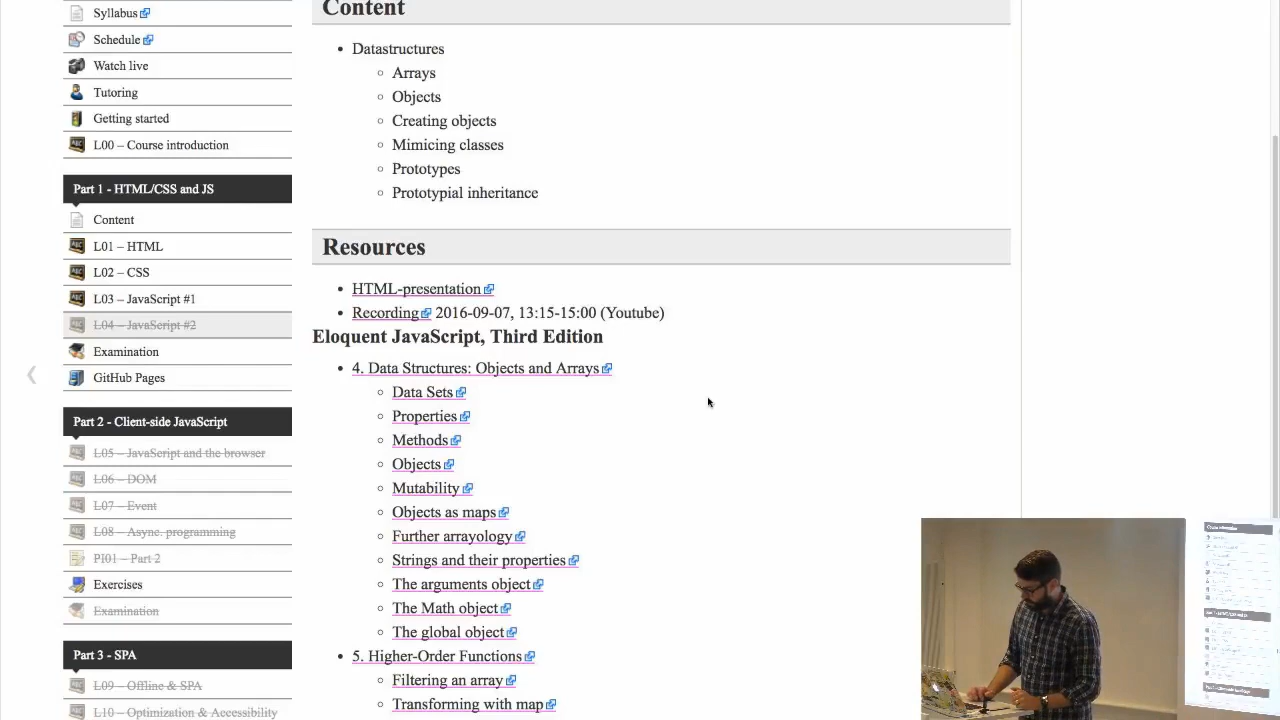 Syllabus
Schedule
Watch live
Tutoring
Getting started
L00 – Course introduction
Part 1 - HTML/CSS and JS
Content
L01 – HTML
L02 – CSS
L03 – JavaScript #1
L04 – JavaScript #2
Examination
GitHub Pages
Part 2 - Client-side JavaScript
L05 – JavaScript and the browser
L06 – DOM
L07 – Event
L08 – Async. programming
PI01 – Part 2
Exercises
Examination
Part 3 - SPA
L09 – Offline & SPA
L10 – Optimization & Accessibility
Content
Datastructures
Arrays
Objects
Creating objects
Mimicing classes
Prototypes
Prototypial inheritance
Resources
HTML-presentation
Recording 2016-09-07, 13:15-15:00 (Youtube)
Eloquent JavaScript, Third Edition
4. Data Structures: Objects and Arrays
Data Sets
Properties
Methods
Objects
Mutability
Objects as maps
Further arrayology
Strings and their properties
The arguments object
The Math object
The global object
5. Higher-Order Functions
Filtering an array
Transforming with map